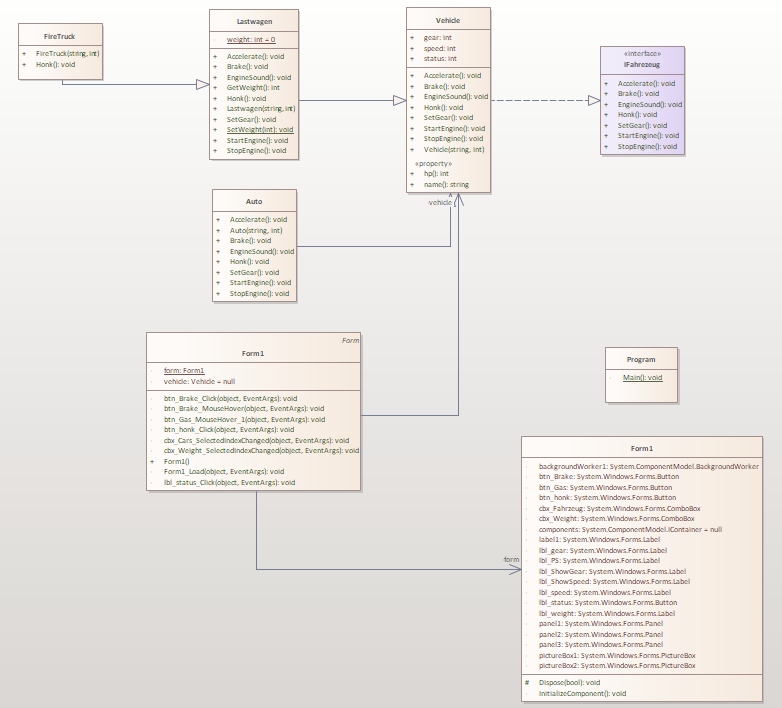 FireTruck
+ FireTruck(string, int)
+ Honk(): void
Lastwagen
weight: int = 0
+ Accelerate(): void
+ Brake(): void
+ EngineSound(): void
+ GetWeight(): int
+ Honk(): void
+ Lastwagen(string, int)
+ SetGear(): void
+ SetWeight(int): void
+ StartEngine(): void
+ StopEngine(): void
Vehicle
+ gear: int
+ speed: int
+ status: int
+ Accelerate(): void
+ Brake(): void
+ EngineSound(): void
+ Honk(): void
+ SetGear(): void
+ StartEngine(): void
+ StopEngine(): void
+ Vehicle(string, int)
«property»
+ hp(): int
+ name(): string
«interface»
IFahrzeug
+ Accelerate(): void
+ Brake(): void
+ EngineSound(): void
+ Honk(): void
+ SetGear(): void
+ StartEngine(): void
+ StopEngine(): void
Auto
+ Accelerate(): void
+ Auto(string, int)
+ Brake(): void
+ EngineSound(): void
+ Honk(): void
+ SetGear(): void
+ StartEngine(): void
+ StopEngine(): void
-vehicle
Form
Form1
form: Form1
vehicle: Vehicle = null
btn_Brake_Click(object, EventArgs): void
btn_Brake_MouseHover(object, EventArgs): void
btn_Gas_MouseHover_1(object, EventArgs): void
btn_honk_Click(object, EventArgs): void
cbx_Cars_SelectedIndexChanged(object, EventArgs): void
cbx_Weight_SelectedIndexChanged(object, EventArgs): void
+ Form1()
Form1_Load(object, EventArgs): void
lbl_status_Click(object, EventArgs): void
Program
Main(): void
-form
Form1
backgroundWorker1: System.ComponentModel.BackgroundWorker
btn_Brake: System.Windows.Forms.Button
btn_Gas: System.Windows.Forms.Button
btn_honk: System.Windows.Forms.Button
cbx_Fahrzeug: System.Windows.Forms.ComboBox
cbx_Weight: System.Windows.Forms.ComboBox
components: System.ComponentModel.IContainer = null
label1: System.Windows.Forms.Label
lbl_gear: System.Windows.Forms.Label
lbl_PS: System.Windows.Forms.Label
lbl_ShowGear: System.Windows.Forms.Label
lbl_ShowSpeed: System.Windows.Forms.Label
lbl_speed: System.Windows.Forms.Label
lbl_status: System.Windows.Forms.Button
lbl_weight: System.Windows.Forms.Label
panel1: System.Windows.Forms.Panel
panel2: System.Windows.Forms.Panel
panel3: System.Windows.Forms.Panel
pictureBox1: System.Windows.Forms.PictureBox
pictureBox2: System.Windows.Forms.PictureBox
# Dispose(bool): void
InitializeComponent(): void